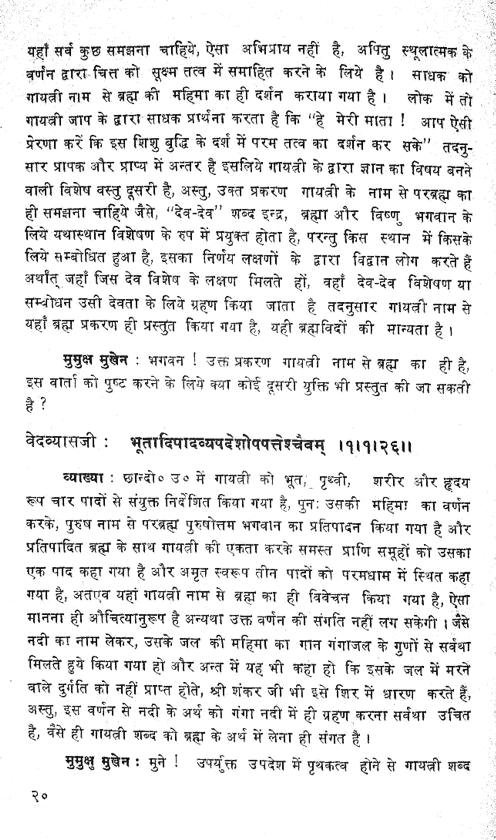 यहाँ सर्व कुछ समझना चाहिये, ऐसा अभिप्राय नहीं है, अपितु स्थूलात्मक के
वर्णन द्वारा चित्त को सूक्ष्म तत्व में समाहित करने के लिये है। साधक को
गायत्नी नाम से ब्रह्म की महिमा का ही दर्शन कराया गया है। लोक में तो
गायत्नी जाप के द्वारा साधक प्रार्थना करता है कि “हे मेरी माता! आप ऐसी
प्रेरणा करें कि इस शिशु बुद्धि के दर्श में परम तत्व का दर्शन कर सके” तदनु-
सार प्रापक और प्राप्य में अन्तर है इसलिये गायत्नी के द्वारा ज्ञान का विषय बनने
वाली विशेष वस्तु दूसरी है, अस्तु, उक्त प्रकरण गायत्नी के नाम से परब्रह्म का
ही समझना चाहिये जैसे, “देव-देव” शब्द इन्द्र, ब्रह्मा और विष्णु भगवान के
लिये यथास्थान विशेषण के रुप में प्रयुक्त होता है, परन्तु किस स्थान में किसके
लिये सम्बोधित हुआ है, इसका निर्णय लक्षणों के द्वारा विद्वान लोग करते हैं
अर्थात् जहाँ जिस देव विशेष के लक्षण मिलते हों, वहाँ देव-देव विशेषण या
सम्बोधन उसी देवता के लिये ग्रहण किया जाता है तदनुसार गायत्नी नाम से
यहाँ ब्रह्म प्रकरण ही प्रस्तुत किया गया है, यही ब्रह्मविदों की मान्यता है।
मुमुक्षु मुखेन : भगवन! उक्त प्रकरण गायत्नी नाम से ब्रह्म का ही है,
इस वार्ता को पुष्ट करने के लिये क्या कोई दूसरी युक्ति भी प्रस्तुत की जा सकती
है?
वेदव्यासजी : भूतादिपादव्यपदेशोपपत्तेश्चैवम् ।१।१।२६॥
व्याख्या : छान्दो० उ० में गायत्नी को भूत, पृथ्वी, शरीर और हृदय
रूप चार पादों से संयुक्त निर्देशित किया गया है, पुनः उसकी महिमा का वर्णन
करके, पुरुष नाम से परब्रह्म पुरुषोत्तम भगवान का प्रतिपादन किया गया है और
प्रतिपादित ब्रह्म के साथ गायत्नी की एकता करके समस्त प्राणि समूहों को उसका
एक पाद कहा गया है और अमृत स्वरूप तीन पादों को परमधाम में स्थित कहा
गया है, अतएव यहां गायत्नी नाम से ब्रह्म का ही विवेचन किया गया है, ऐसा
मानना ही औचित्यानुरूप है अन्यथा उक्त वर्णन की संगति नहीं लग सकेगी। जैसे
नदी का नाम लेकर, उसके जल की महिमा का गान गंगाजल के गुणों से सर्वथा
मिलते हुये किया गया हो और अन्त में यह भी कहा हो कि इसके जल में मरने
वाले दुर्गति को नहीं प्राप्त होते, श्री शंकर जी भी इसे शिर में धारण करते हैं,
अस्तु, इस वर्णन से नदी के अर्थ को गंगा नदी में ही ग्रहण करना सर्वथा उचित
है, वैसे ही गायत्नी शब्द को ब्रह्म के अर्थ में लेना ही संगत है।
मुमुक्षु मुखेन : मुने! उपर्युक्त उपदेश में पृथकत्व होने से गायत्नी शब्द
२०